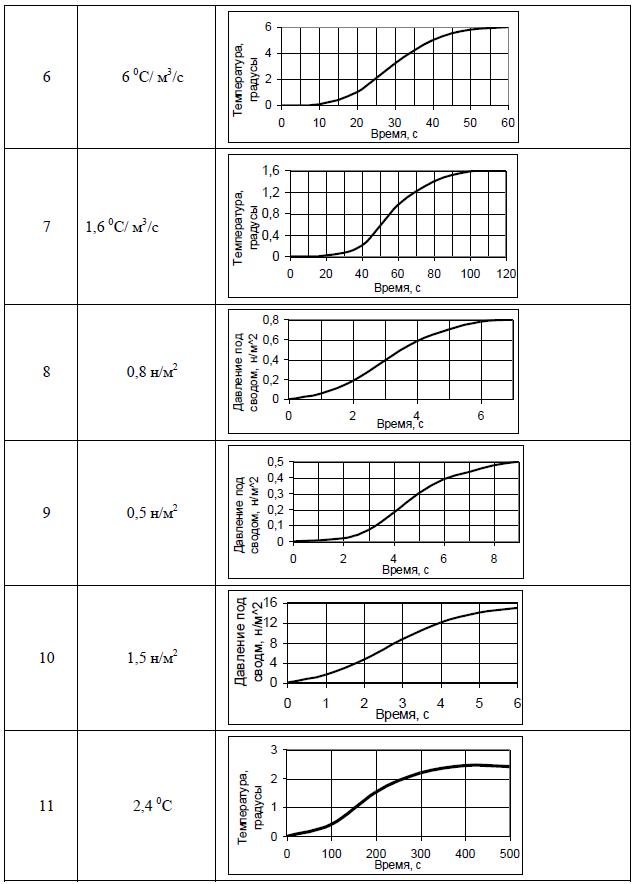 6
6 ⁰С/ м³/с
Температура, градусы
6
4
2
0
0 10 20 30 40 50 60
Время, с
7
1,6 ⁰С/ м³/с
Температура, градусы
1,6
1,2
0,8
0,4
0
0 20 40 60 80 100 120
Время, с
8
0,8 н/м²
Давление под сводом, н/м^2
0,8
0,6
0,4
0,2
0
0 2 4 6
Время, с
9
0,5 н/м²
Давление под сводом, н/м^2
0,5
0,4
0,3
0,2
0,1
0
0 2 4 6 8
Время, с
10
1,5 н/м²
Давление под сводм, н/м^2
16
12
8
4
0
0 1 2 3 4 5 6
Время, с
11
2,4 ⁰С
Температура, градусы
3
2
1
0
0 100 200 300 400 500
Время, с